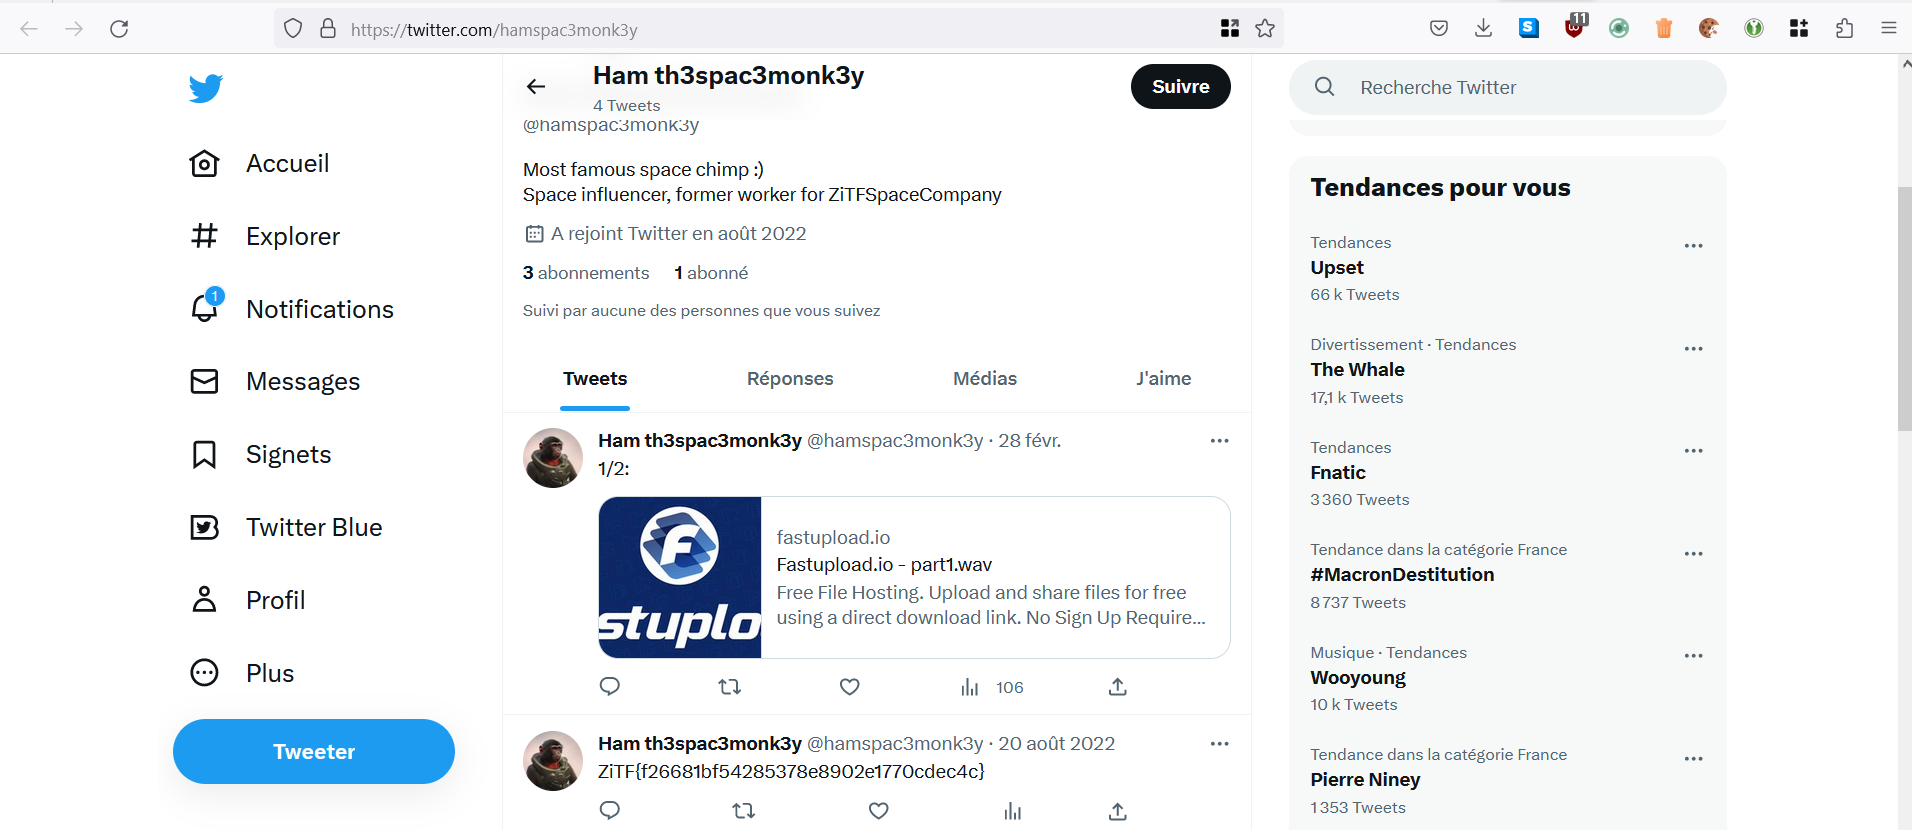 https://twitter.com/hamspac3monk3y
11
Ham th3spac3monk3y
4 Tweets
Suivre
Recherche Twitter
@hamspac3monk3y
Accueil
Explorer
1
Notifications
Messages
Signets
Twitter Blue
Profil
Plus
Tweeter
Most famous space chimp :)
Space influencer, former worker for ZiTFSpaceCompany
A rejoint Twitter en août 2022
3 abonnements 1 abonné
Suivi par aucune des personnes que vous suivez
Tweets Réponses Médias J'aime
Ham th3spac3monk3y @hamspac3monk3y · 28 févr.
1/2:
F
stuplo
fastupload.io
Fastupload.io - part1.wav
Free File Hosting. Upload and share files for free
using a direct download link. No Sign Up Require...
106
Ham th3spac3monk3y @hamspac3monk3y · 20 août 2022
ZiTF{f26681bf54285378e8902e1770cdec4c}
Tendances pour vous
Tendances
Upset
66 k Tweets
Divertissement · Tendances
The Whale
17,1 k Tweets
Tendances
Fnatic
3 360 Tweets
Tendance dans la catégorie France
#MacronDestitution
8 737 Tweets
Musique · Tendances
Wooyoung
10 k Tweets
Tendance dans la catégorie France
Pierre Niney
1 353 Tweets